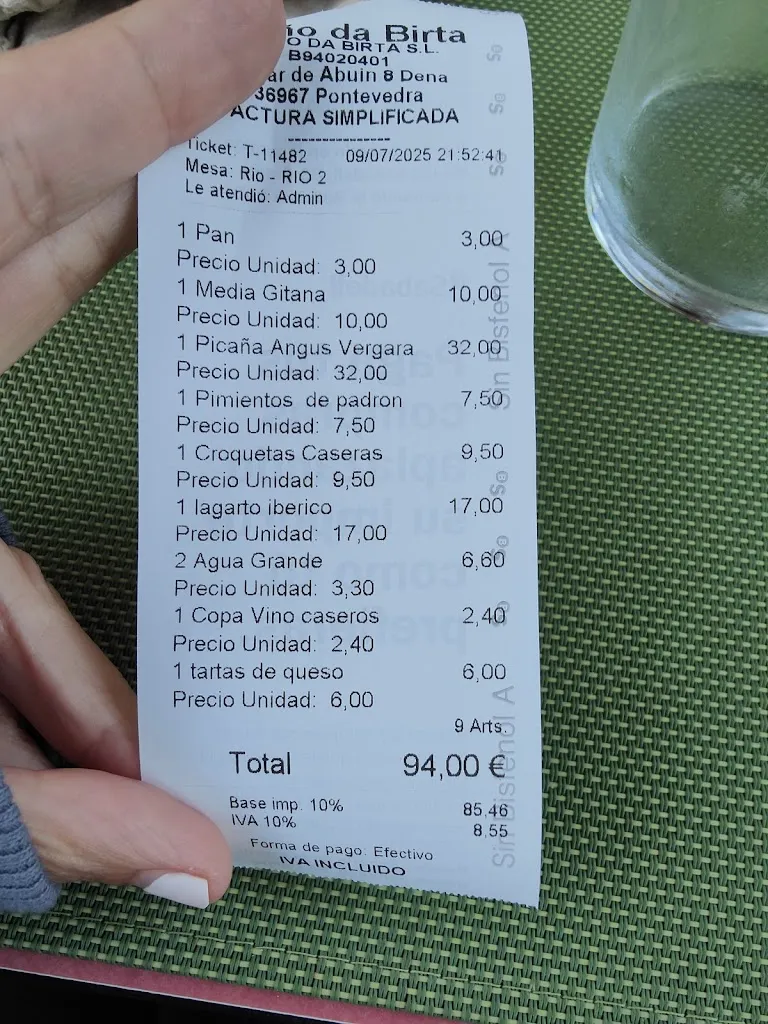 da Birta
O DA BIRTA S.L.
B94020401
de Abuin 8 Dena
36967 Pontevedra
ACTURA SIMPLIFICADA
---------------
Ticket: T-11482 09/07/2025 21:52:41
Mesa: Rio - RIO 2
Le atendió: Admin
1 Pan 3,00
Precio Unidad: 3,00
1 Media Gitana 10,00
Precio Unidad: 10,00
1 Picaña Angus Vergara 32,00
Precio Unidad: 32,00
1 Pimientos de padron 7,50
Precio Unidad: 7,50
1 Croquetas Caseras 9,50
Precio Unidad: 9,50
1 lagarto iberico 17,00
Precio Unidad: 17,00
2 Agua Grande 6,60
Precio Unidad: 3,30
1 Copa Vino caseros 2,40
Precio Unidad: 2,40
1 tartas de queso 6,00
Precio Unidad: 6,00
9 Arts.
Total 94,00 €
Base imp. 10% 85,46
IVA 10% 8,55
Forma de pago: Efectivo
IVA INCLUIDO
Sin Bisfenol A
Sin Bisfenol A